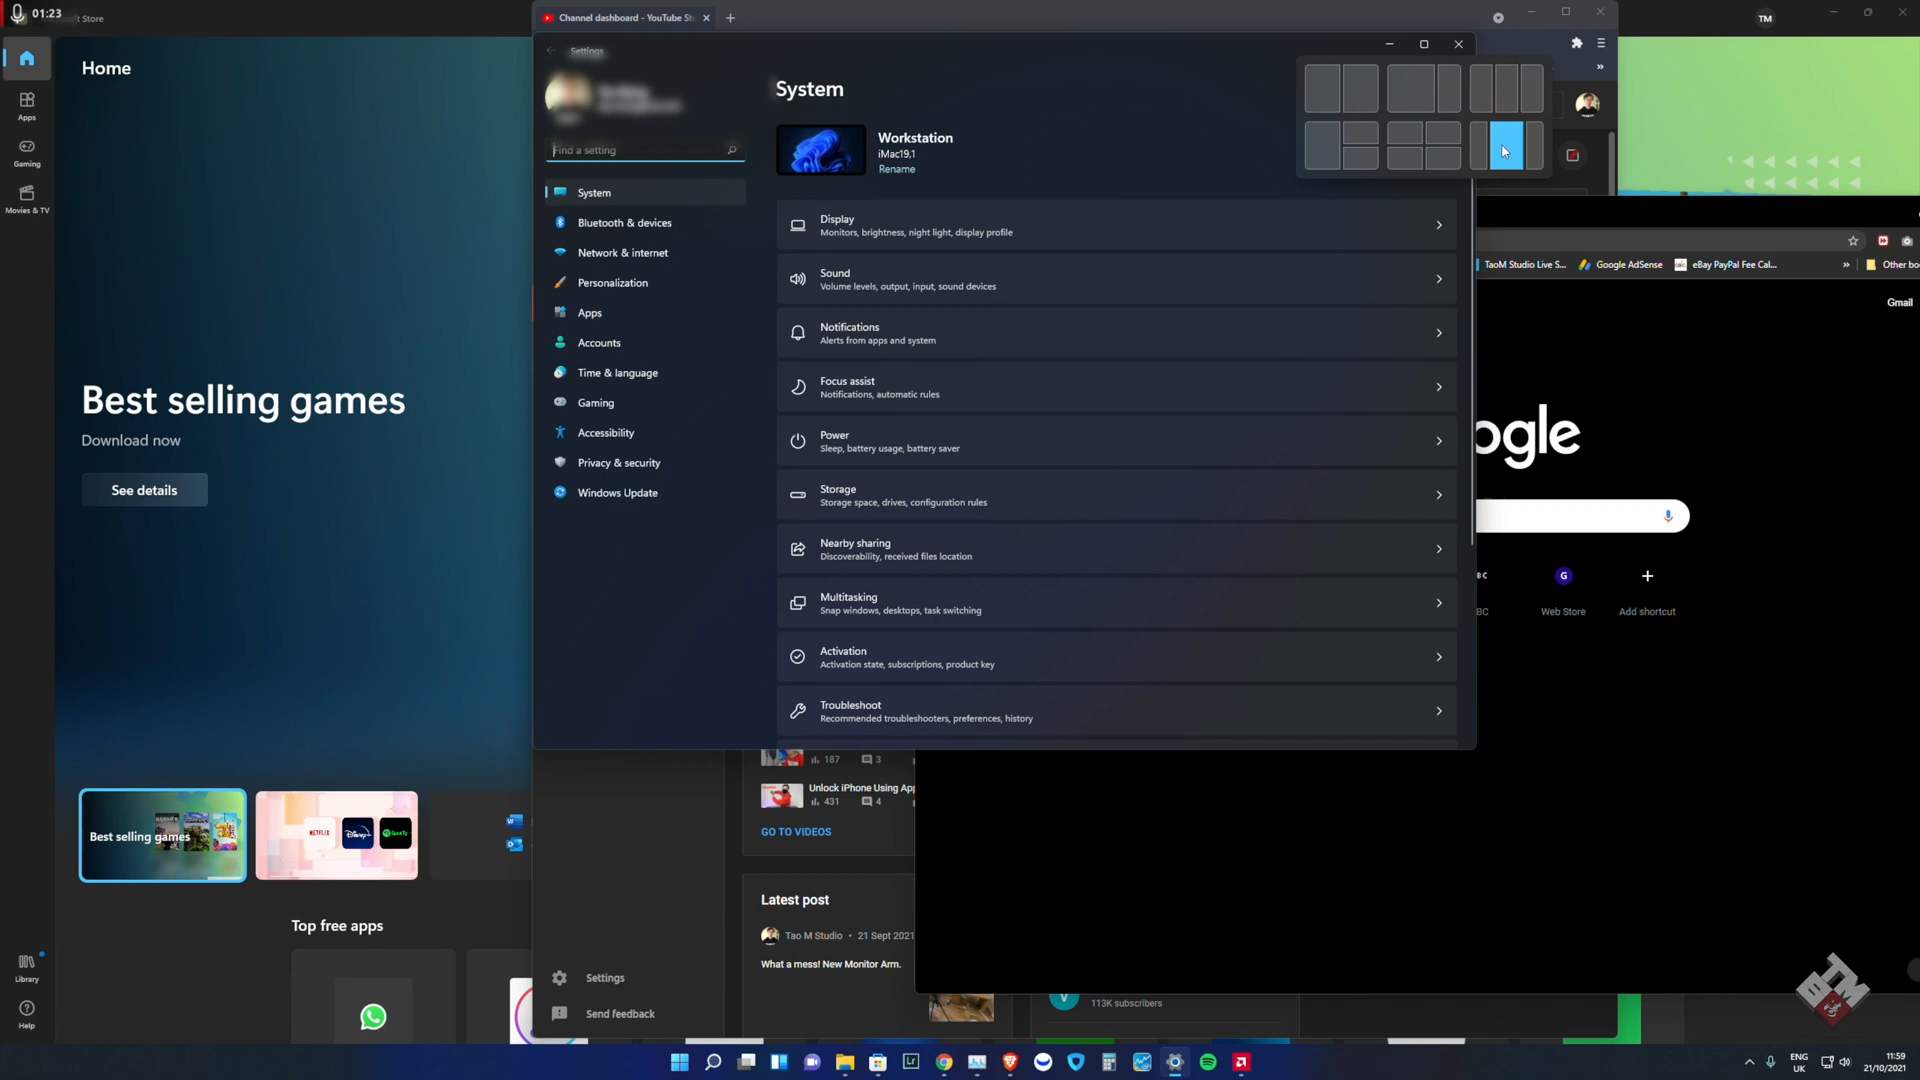 01:23
Store
Home
Apps
Gaming
Movies & TV
Best selling games
Download now
See details
Best selling games
NETFLIX
Disney+
Top free apps
Library
Help
Channel dashboard - YouTube St
TM
Settings
Find a setting
System
Bluetooth & devices
Network & internet
Personalization
Apps
Accounts
Time & language
Gaming
Accessibility
Privacy & security
Windows Update
System
Workstation
iMac19,1
Rename
Display
Monitors, brightness, night light, display profile
Sound
Volume levels, output, input, sound devices
Notifications
Alerts from apps and system
Focus assist
Notifications, automatic rules
Power
Sleep, battery usage, battery saver
Storage
Storage space, drives, configuration rules
Nearby sharing
Discoverability, received files location
Multitasking
Snap windows, desktops, task switching
Activation
Activation state, subscriptions, product key
Troubleshoot
Recommended troubleshooters, preferences, history
TaoM Studio Live S...
Google AdSense
eBay PayPal Fee Cal...
Other bo
Gmail
ogle
G
BC
Web Store
Add shortcut
187
3
Unlock iPhone Using App
431
4
GO TO VIDEOS
Latest post
Tao M Studio • 21 Sept 2021
What a mess! New Monitor Arm.
V
113K subscribers
Settings
Send feedback
Lr
ENG
UK
11:59
21/10/2021